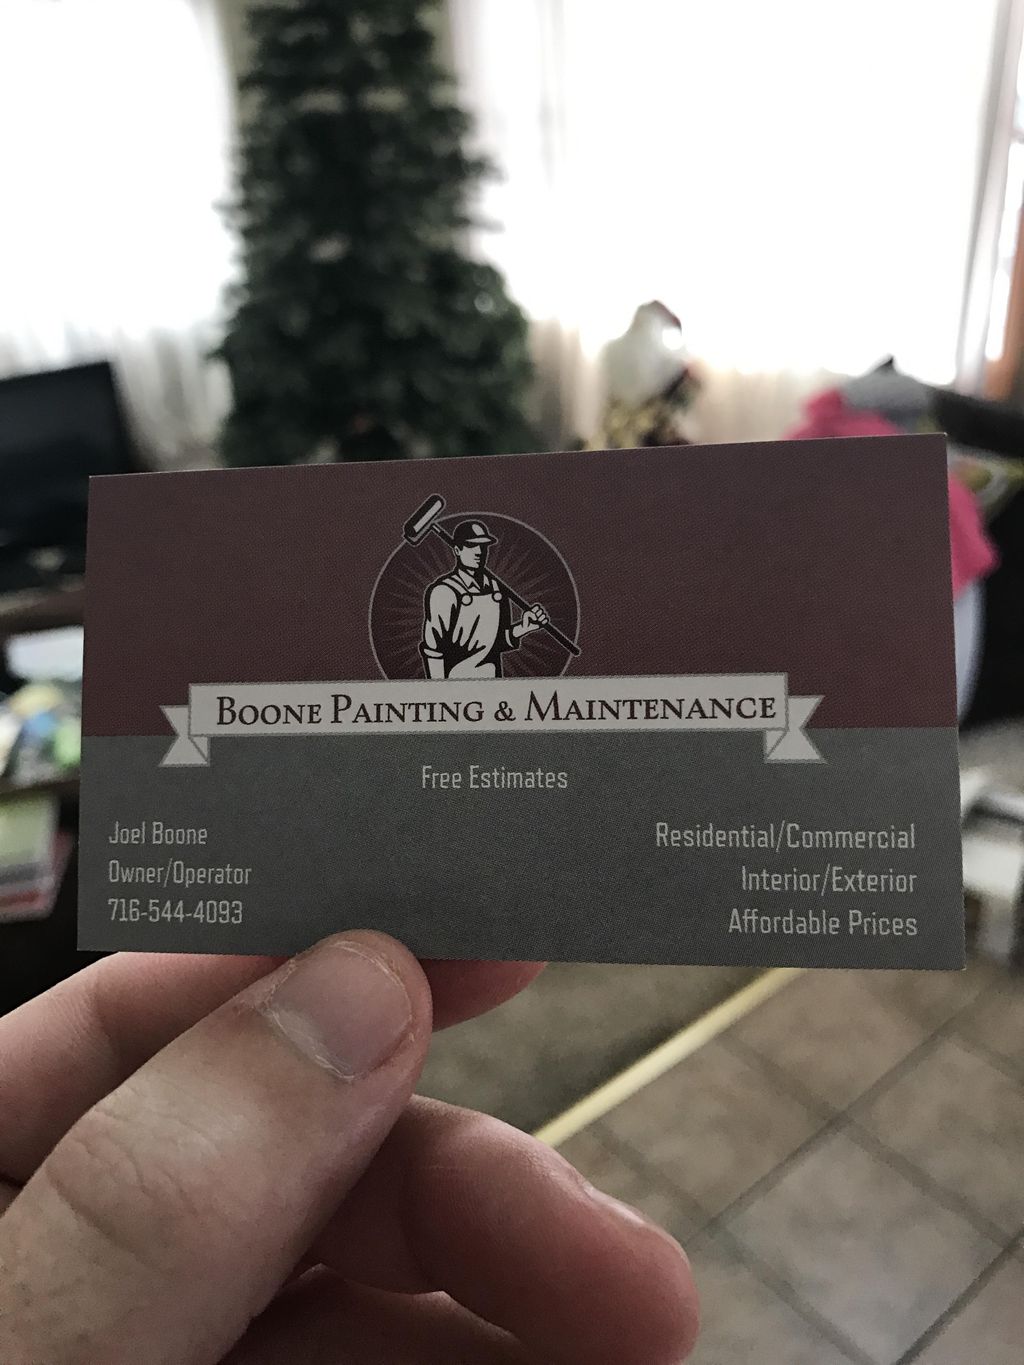 Boone Painting & Maintenance
Free Estimates
Joel Boone
Owner/Operator
716-544-4093
Residential/Commercial
Interior/Exterior
Affordable Prices